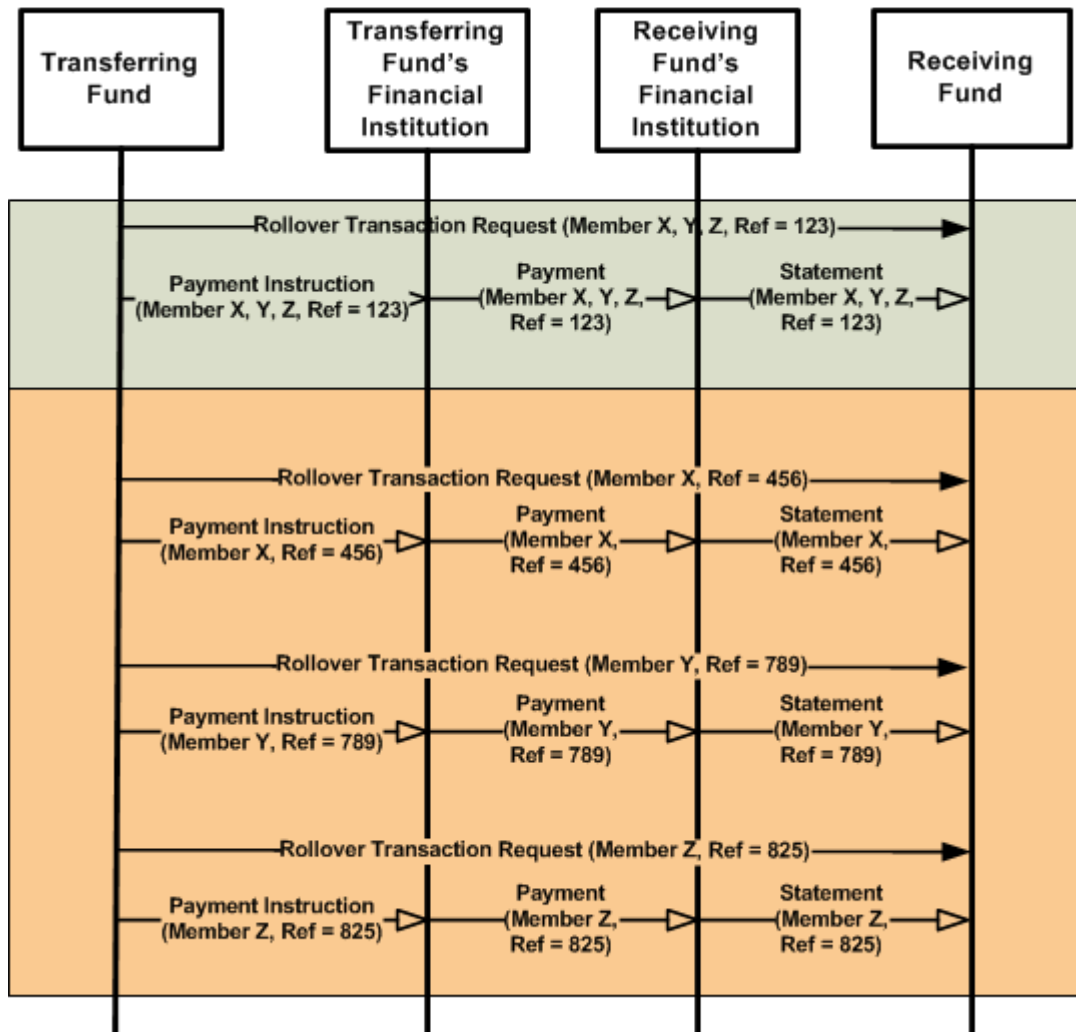 Transferring
Fund
Transferring
Fund's
Financial
Institution
Receiving
Fund's
Financial
Institution
Receiving
Fund
Rollover Transaction Request (Member X, Y, Z, Ref = 123)
Payment Instruction
(Member X, Y, Z, Ref = 123)
Payment
(Member X, Y, Z,
Ref = 123)
Statement
(Member X, Y, Z,
Ref = 123)
Rollover Transaction Request (Member X, Ref = 456)
Payment Instruction
(Member X, Ref = 456)
Payment
(Member X,
Ref = 456)
Statement
(Member X,
Ref = 456)
Rollover Transaction Request (Member Y, Ref = 789)
Payment Instruction
(Member Y, Ref = 789)
Payment
(Member Y,
Ref = 789)
Statement
(Member Y,
Ref = 789)
Rollover Transaction Request (Member Z, Ref = 825)
Payment Instruction
(Member Z, Ref = 825)
Payment
(Member Z,
Ref = 825)
Statement
(Member Z,
Ref = 825)